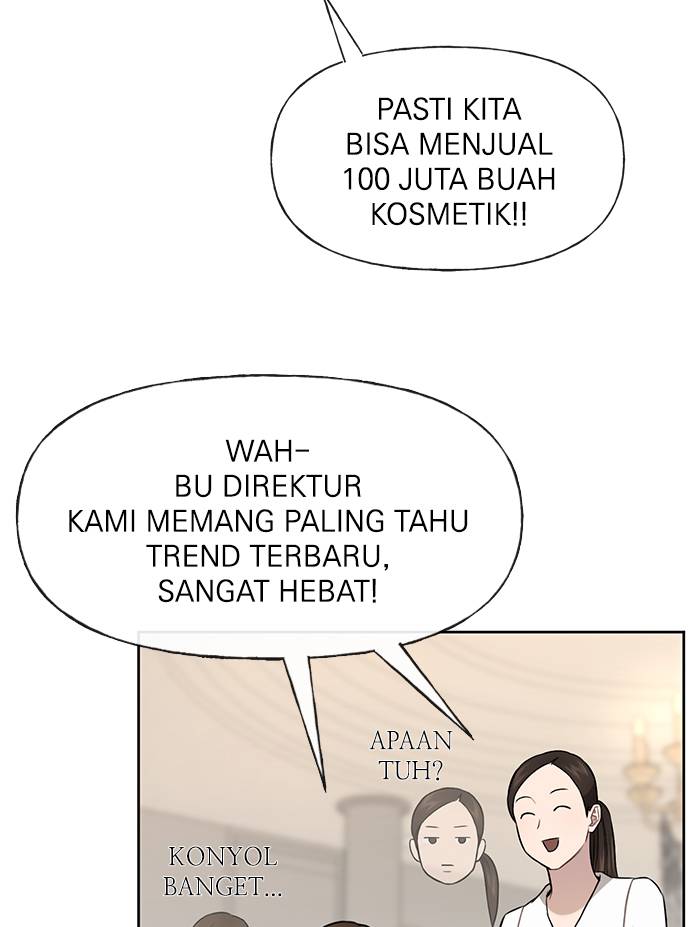 PASTI KITA
BISA MENJUAL
100 JUTA BUAH
KOSMETIK!!
WAH-
BU DIREKTUR
KAMI MEMANG PALING TAHU
TREND TERBARU,
SANGAT HEBAT!
APAAN
TUH?
KONYOL
BANGET...